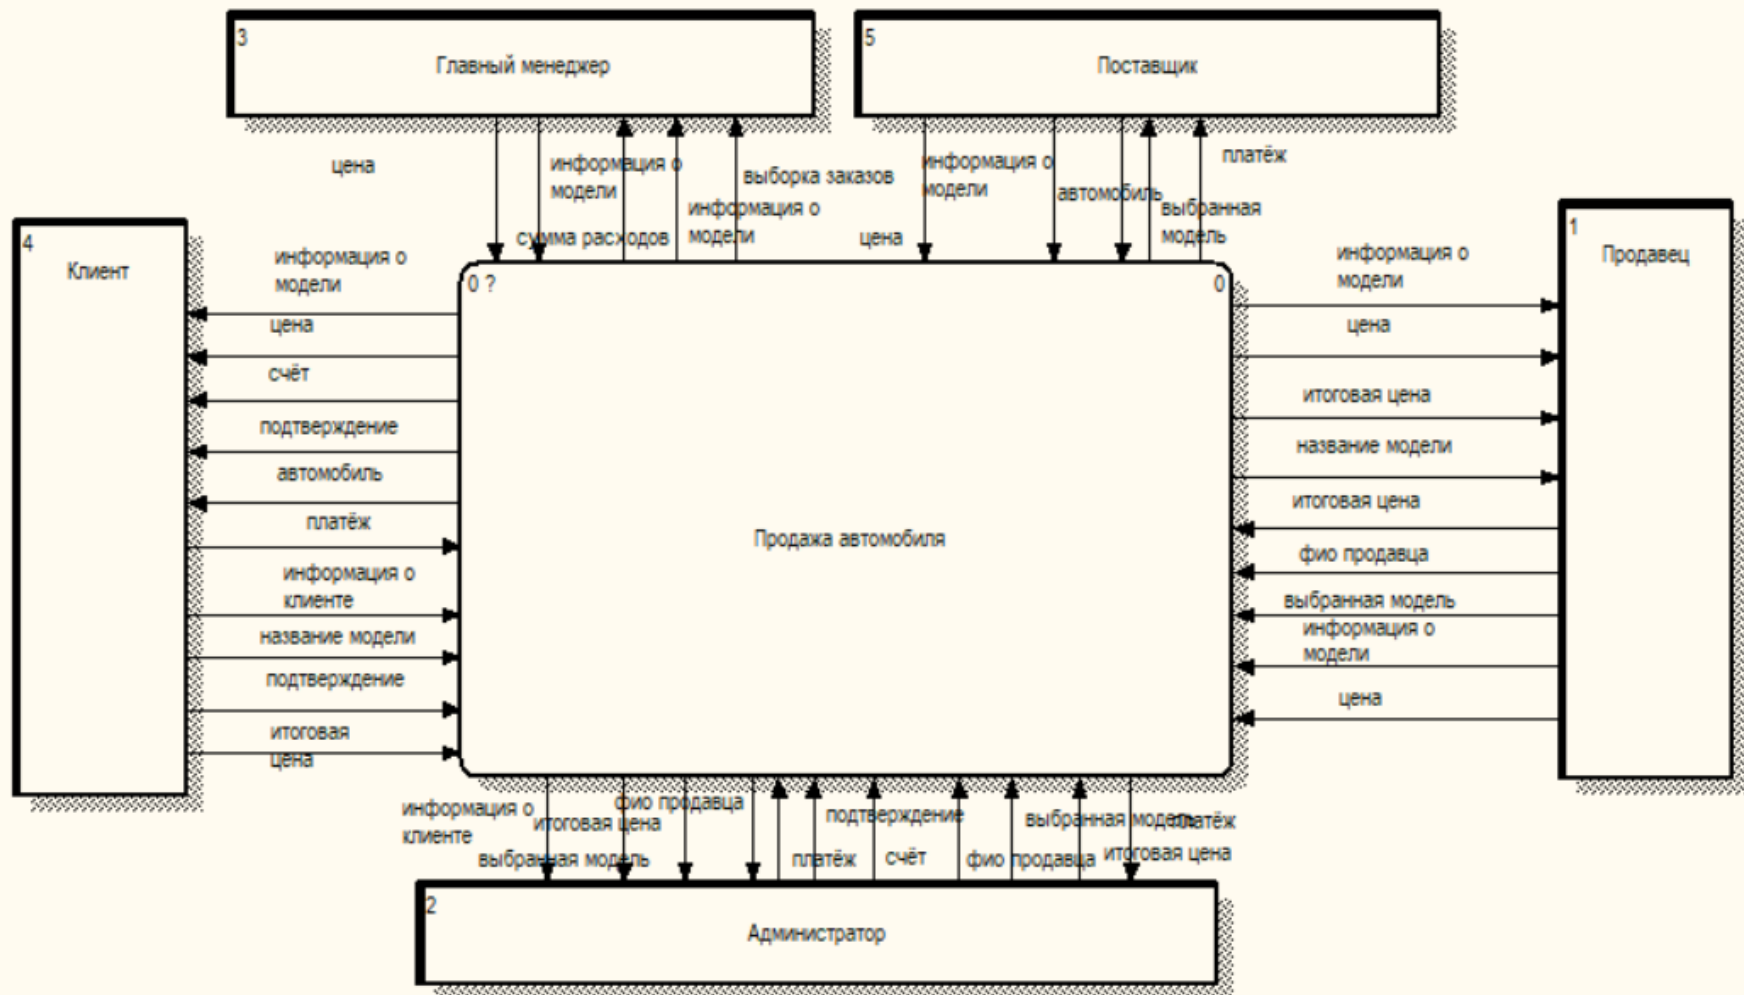 3
Главный менеджер
5
Поставщик
цена
информация о
модели
выборка заказов
информация о
модели
сумма расходов
информация о
модели
автомобиль
платёж
выбранная
модель
цена
4
Клиент
информация о
модели
цена
счёт
подтверждение
автомобиль
платёж
информация о
клиенте
название модели
подтверждение
итоговая
цена
0 ?
0
Продажа автомобиля
1
Продавец
информация о
модели
цена
итоговая цена
название модели
итоговая цена
фио продавца
выбранная модель
информация о
модели
цена
информация о
клиенте
итоговая цена
фио продавца
выбранная модель
подтверждение
платёж
счёт
фио продавца
выбранная модель
платёж
итоговая цена
2
Администратор